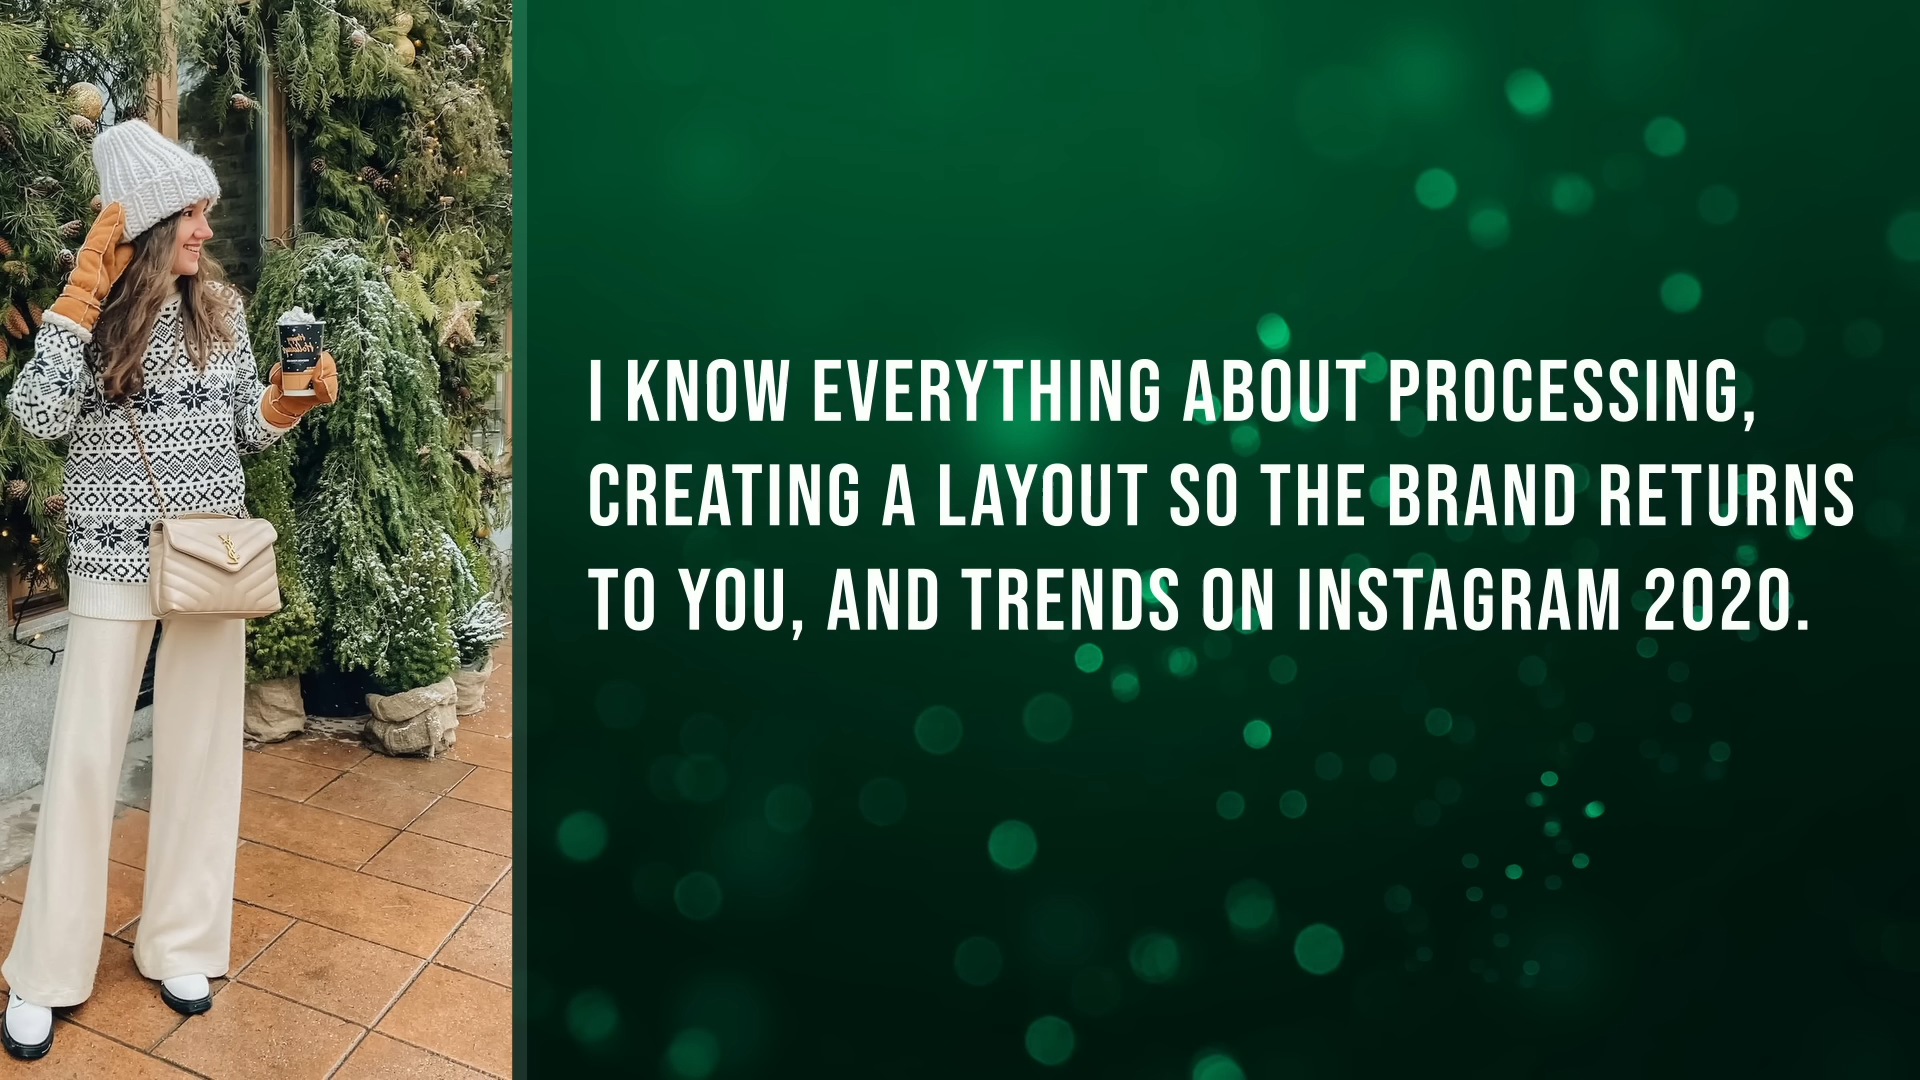 I KNOW EVERYTHING ABOUT PROCESSING,
CREATING A LAYOUT SO THE BRAND RETURNS
TO YOU, AND TRENDS ON INSTAGRAM 2020.